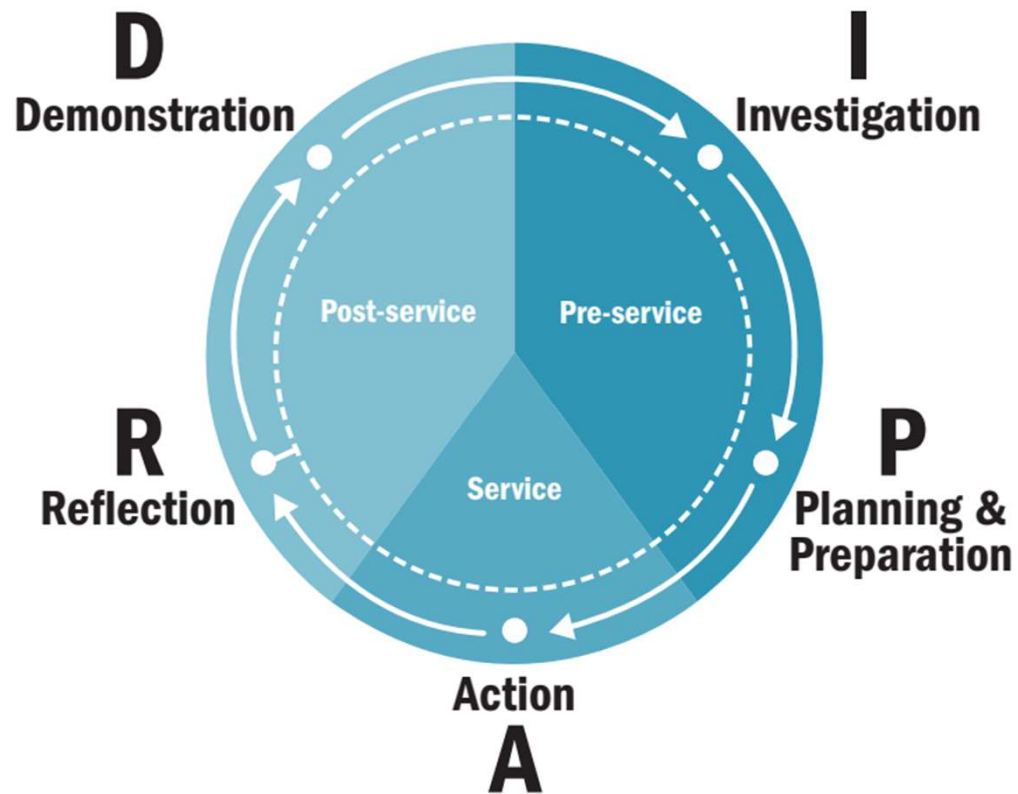 D
Demonstration
I
Investigation
Post-service
Pre-service
R
Reflection
P
Planning &
Preparation
Service
Action
A